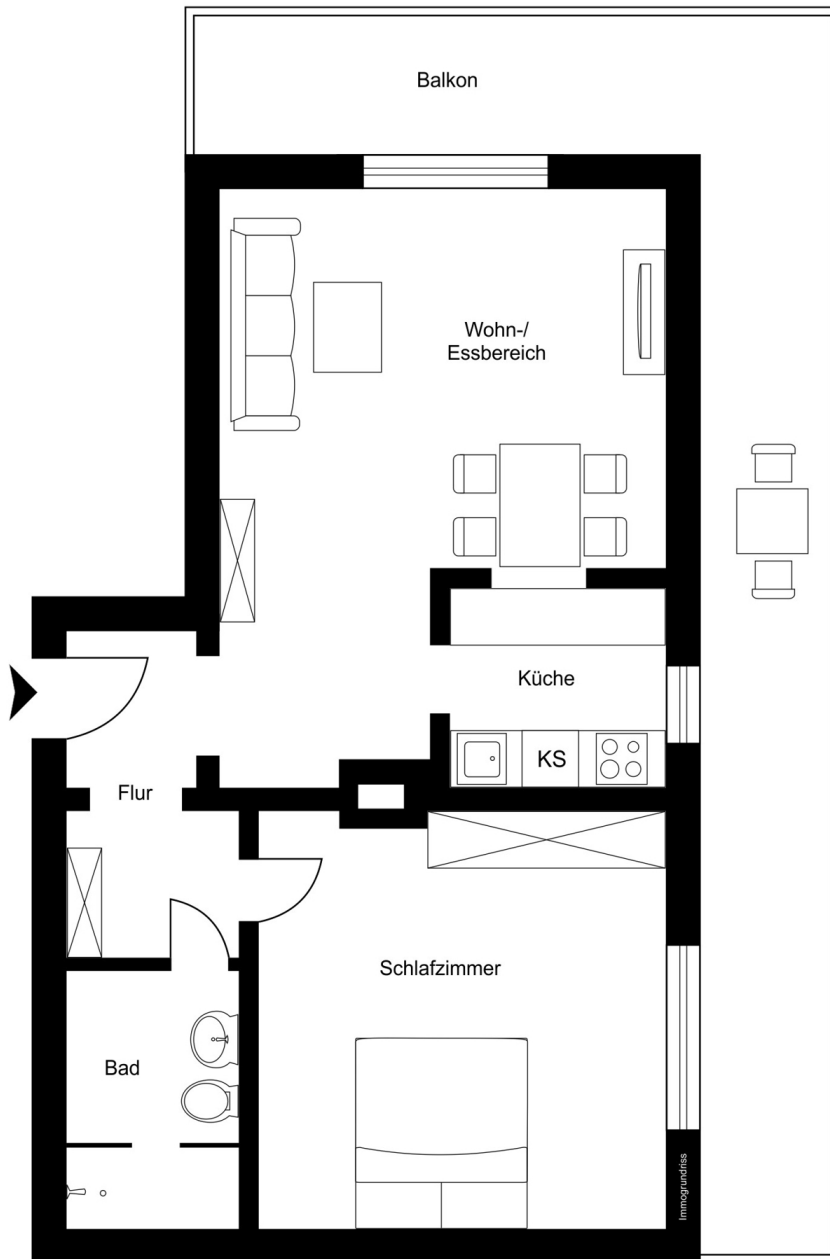 Balkon
Wohn-/
Essbereich
Küche
KS
Flur
Schlafzimmer
Bad
Immogrundriss